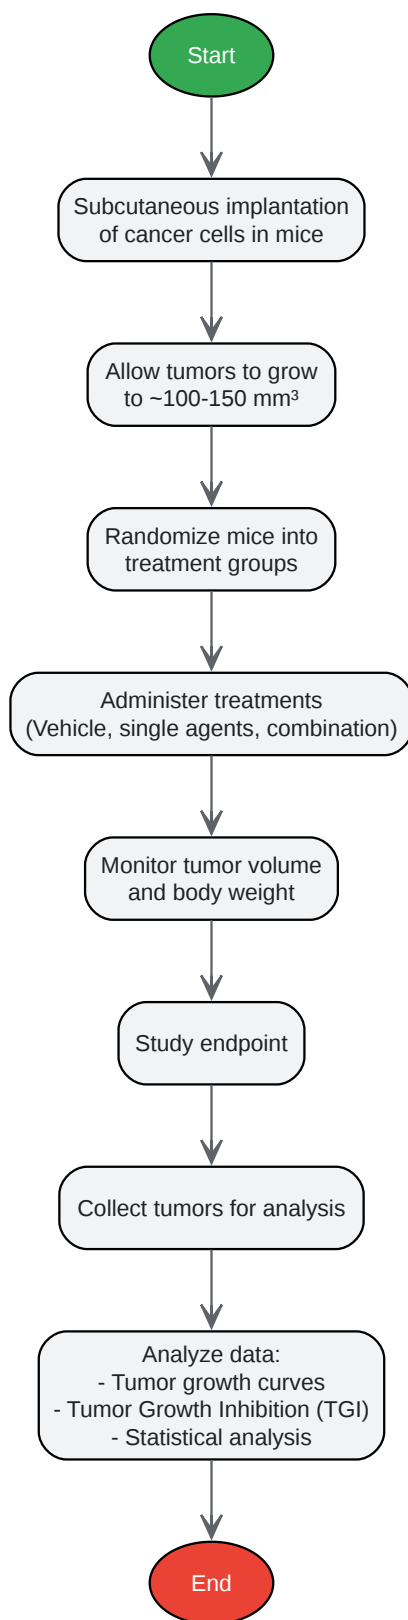 Start
Subcutaneous implantation
of cancer cells in mice
Allow tumors to grow
to ~100-150 mm³
Randomize mice into
treatment groups
Administer treatments
(Vehicle, single agents, combination)
Monitor tumor volume
and body weight
Study endpoint
Collect tumors for analysis
Analyze data:
- Tumor growth curves
- Tumor Growth Inhibition (TGI)
- Statistical analysis
End